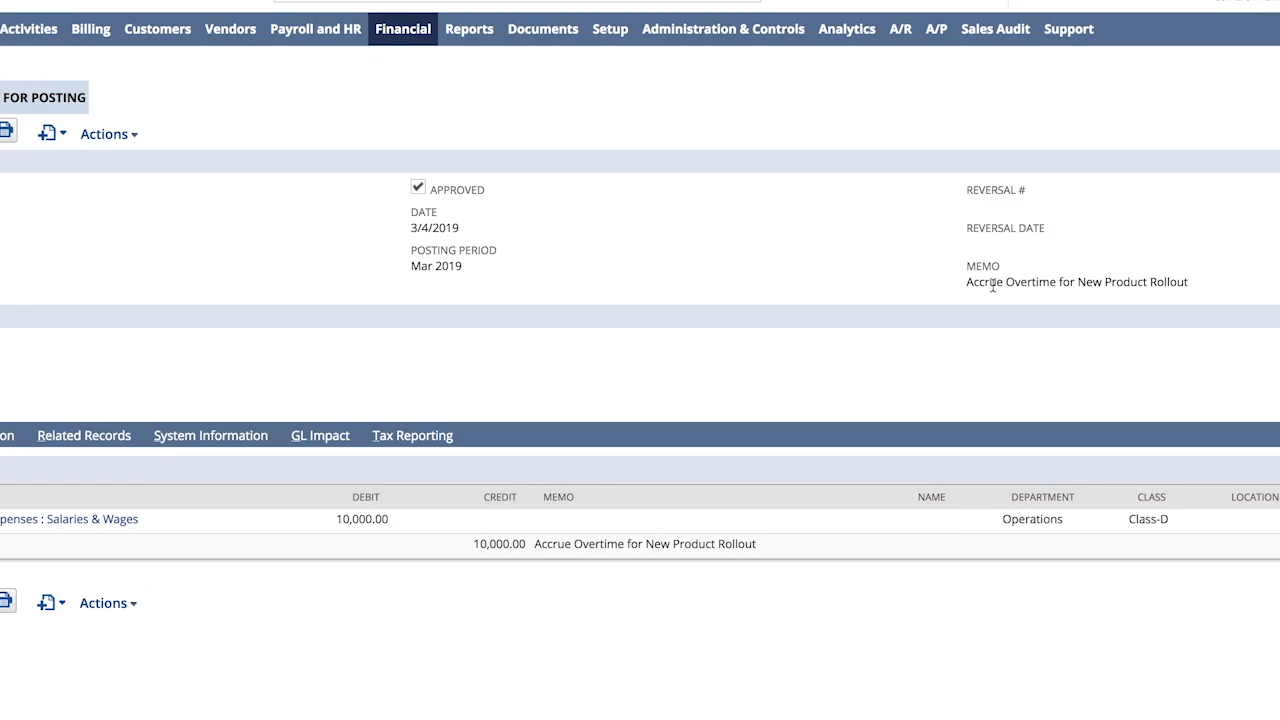 Activities Billing Customers Vendors Payroll and HR Financial Reports Documents Setup Administration & Controls Analytics A/R A/P Sales Audit Support
FOR POSTING
Actions
APPROVED
DATE
3/4/2019
POSTING PERIOD
Mar 2019
REVERSAL #
REVERSAL DATE
MEMO
Accrue Overtime for New Product Rollout
on Related Records System Information GL Impact Tax Reporting
DEBIT CREDIT MEMO NAME DEPARTMENT CLASS LOCATION
penses : Salaries & Wages 10,000.00 Operations Class-D
10,000.00 Accrue Overtime for New Product Rollout
Actions